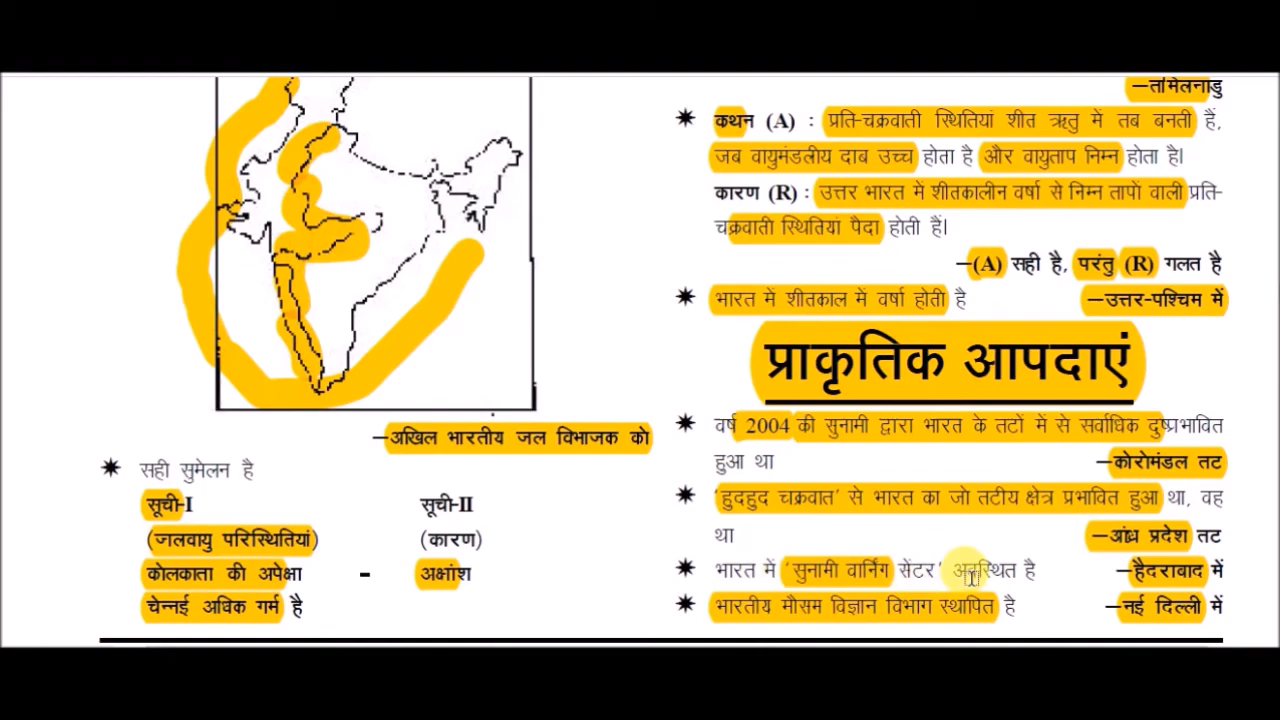 —अखिल भारतीय जल विभाजक को
✷ सही सुमेलन है
सूची-I सूची-II
(जलवायु परिस्थितियां) (कारण)
कोलकाता की अपेक्षा - अक्षांश
चेन्नई अविक गर्म है
—तमिलनाडु
✷ कथन (A) : प्रति-चक्रवाती स्थितियां शीत ऋतु में तब बनती हैं,
जब वायुमंडलीय दाब उच्च होता है और वायुताप निम्न होता है।
कारण (R) : उत्तर भारत में शीतकालीन वर्षा से निम्न तापों वाली प्रति-
चक्रवाती स्थितियां पैदा होती हैं।
—(A) सही है, परंतु (R) गलत है
✷ भारत में शीतकाल में वर्षा होती है —उत्तर-पश्चिम में
प्राकृतिक आपदाएं
✷ वर्ष 2004 की सुनामी द्वारा भारत के तटों में से सर्वाधिक दुष्प्रभावित
हुआ था —कोरोमंडल तट
✷ 'हुदहुद चक्रवात' से भारत का जो तटीय क्षेत्र प्रभावित हुआ था, वह
था —आंध्र प्रदेश तट
✷ भारत में 'सुनामी वार्निंग सेंटर' अवस्थित है —हैदराबाद में
✷ भारतीय मौसम विज्ञान विभाग स्थापित है —नई दिल्ली में